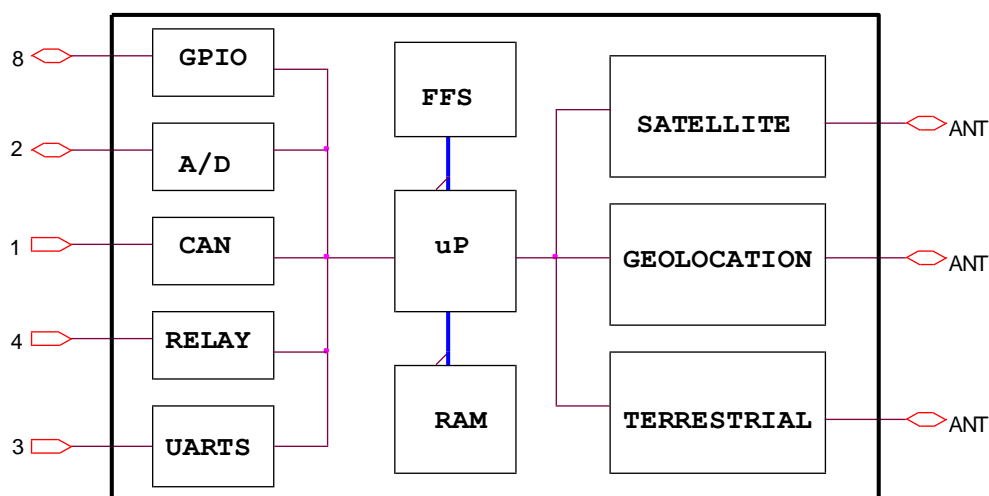 8
GPIO
FFS
SATELLITE
ANT
2
A/D
1
CAN
uP
GEOLOCATION
ANT
4
RELAY
RAM
TERRESTRIAL
ANT
3
UARTS